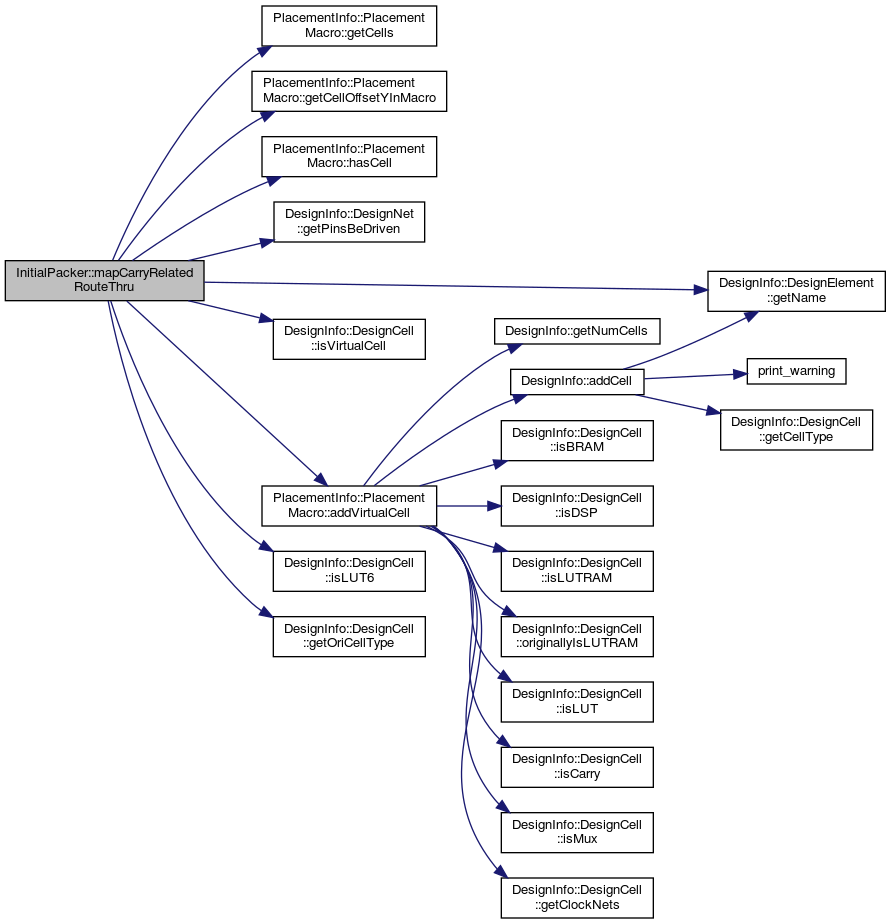 PlacementInfo::Placement
Macro::getCells
PlacementInfo::Placement
Macro::getCellOffsetYInMacro
PlacementInfo::Placement
Macro::hasCell
DesignInfo::DesignNet
::getPinsBeDriven
InitialPacker::mapCarryRelated
RouteThru
DesignInfo::DesignElement
::getName
DesignInfo::DesignCell
::isVirtualCell
DesignInfo::getNumCells
DesignInfo::addCell
print_warning
DesignInfo::DesignCell
::getCellType
DesignInfo::DesignCell
::isBRAM
PlacementInfo::Placement
Macro::addVirtualCell
DesignInfo::DesignCell
::isDSP
DesignInfo::DesignCell
::isLUT6
DesignInfo::DesignCell
::isLUTRAM
DesignInfo::DesignCell
::getOriCellType
DesignInfo::DesignCell
::originallyIsLUTRAM
DesignInfo::DesignCell
::isLUT
DesignInfo::DesignCell
::isCarry
DesignInfo::DesignCell
::isMux
DesignInfo::DesignCell
::getClockNets